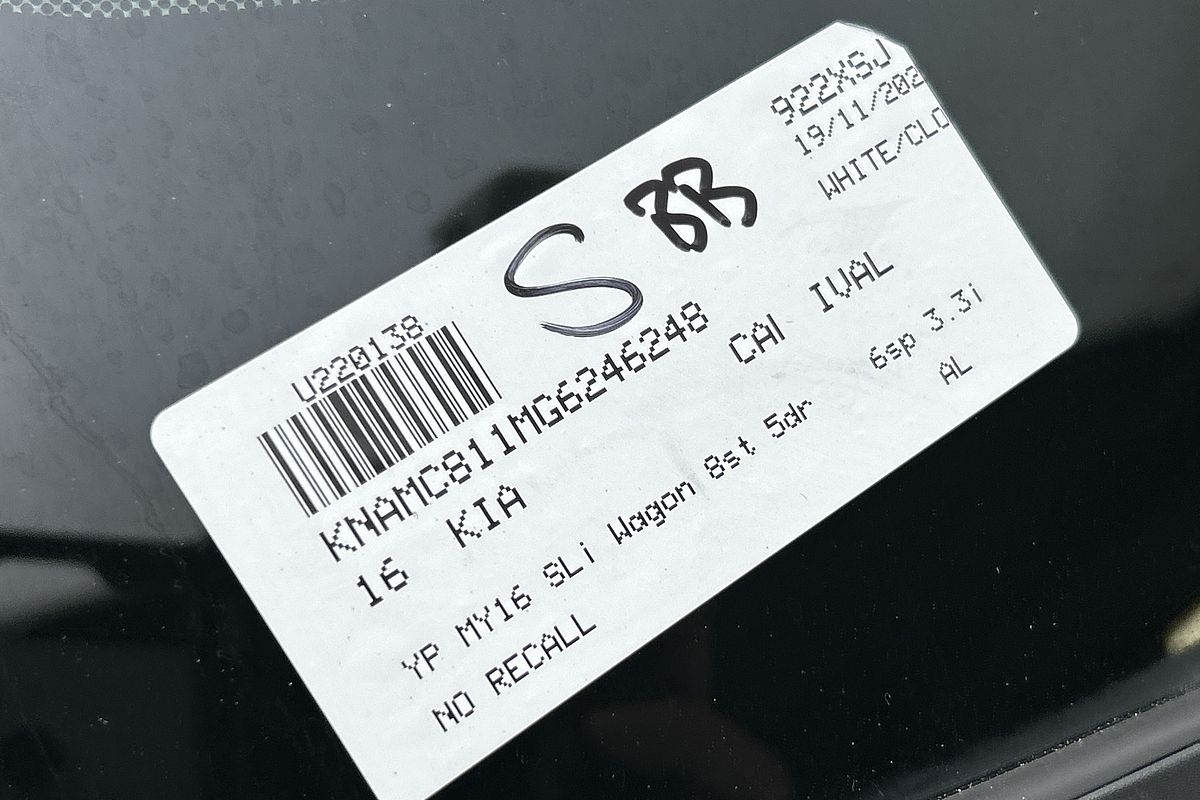 922XSJ
19/11/202
WHITE/CLO
S BB
U220138
KNAMC811MG6246248
16 KIA CAI IVAL
YP MY16 SLi Wagon 8st 5dr 6sp 3.3i
NO RECALL AL